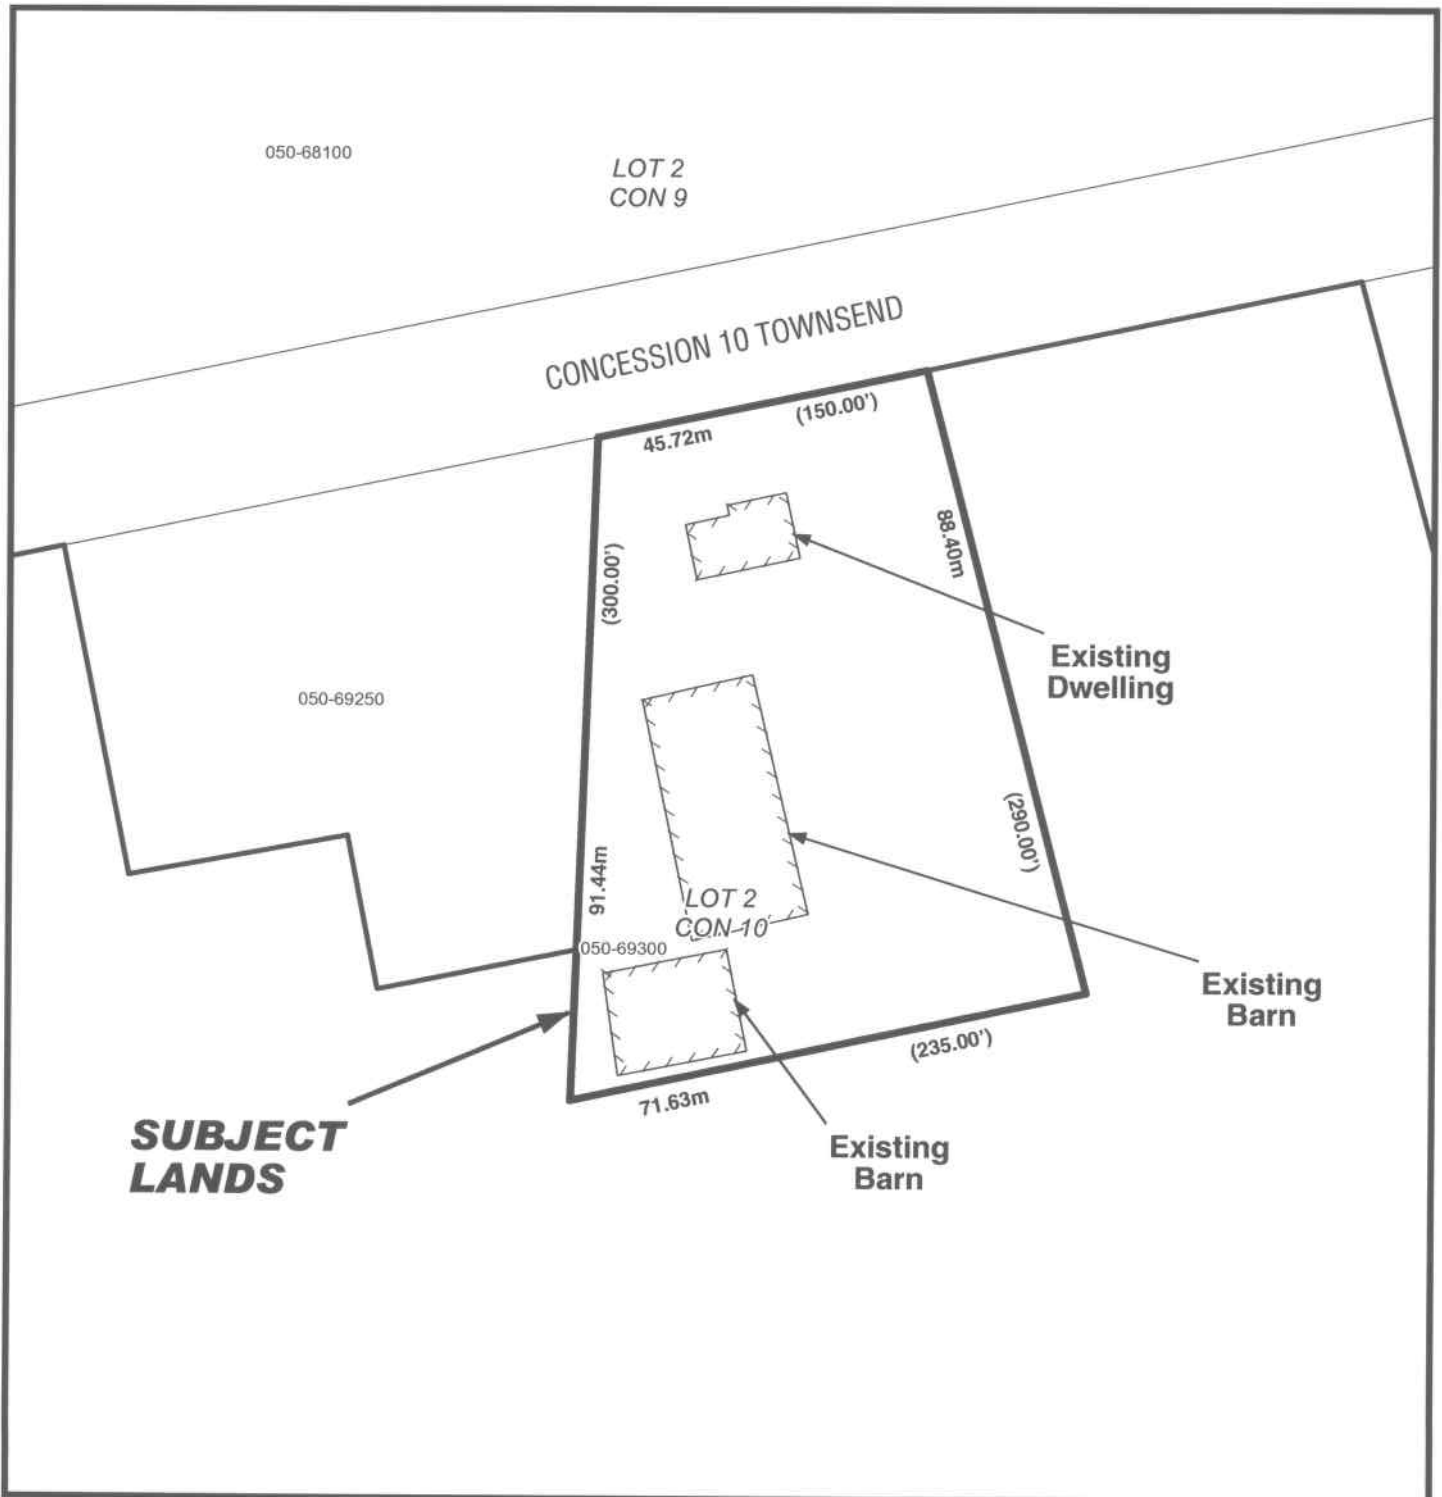 050-68100
LOT 2
CON 9
CONCESSION 10 TOWNSEND
(150.00')
45.72m
88.40m
(300.00')
Existing
Dwelling
050-69250
(290.00')
91.44m
LOT 2
CON 10
050-69300
Existing
Barn
(235.00')
71.63m
SUBJECT
LANDS
Existing
Barn